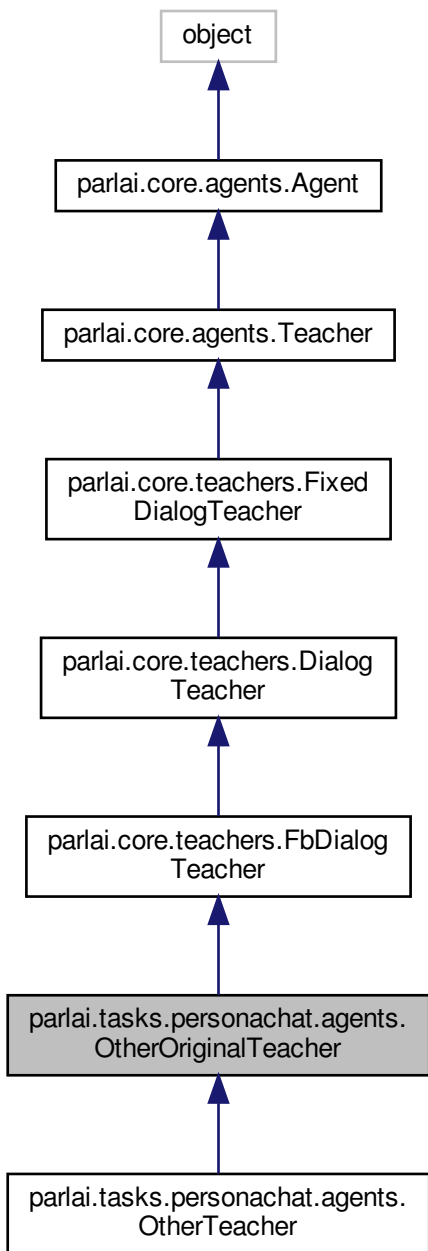 object
parlai.core.agents.Agent
parlai.core.agents.Teacher
parlai.core.teachers.Fixed
DialogTeacher
parlai.core.teachers.Dialog
Teacher
parlai.core.teachers.FbDialog
Teacher
parlai.tasks.personachat.agents.
OtherOriginalTeacher
parlai.tasks.personachat.agents.
OtherTeacher